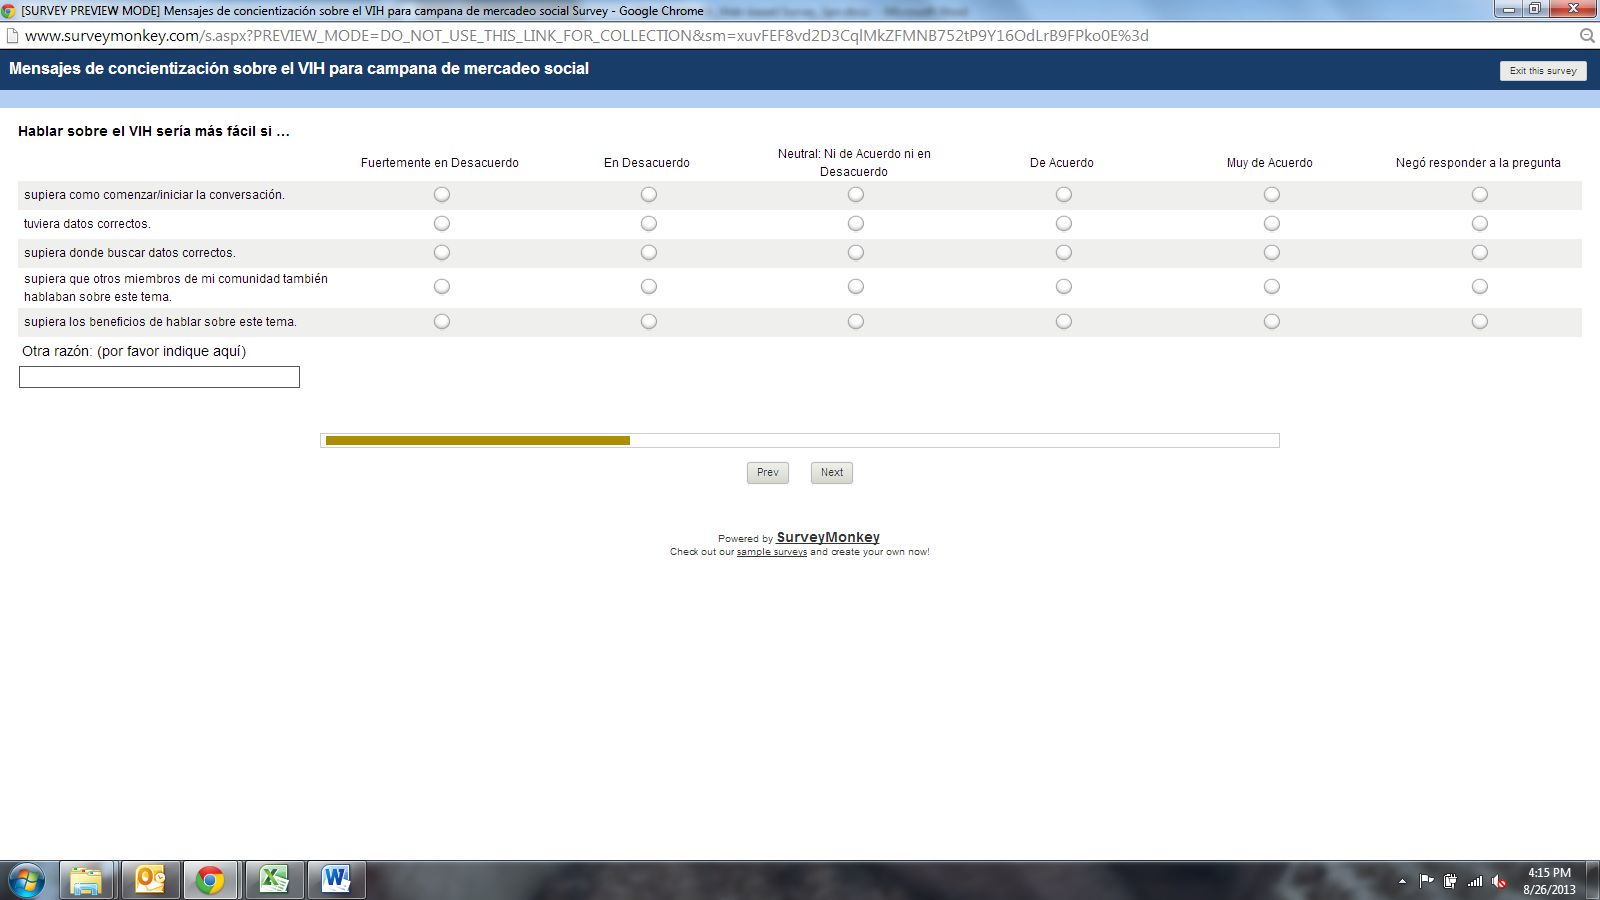 [SURVEY PREVIEW MODE] Mensajes de concientización sobre el VIH para campana de mercadeo social Survey - Google Chrome
www.surveymonkey.com/s.aspx?PREVIEW_MODE=DO_NOT_USE_THIS_LINK_FOR_COLLECTION&sm=xuvFEF8vd2D3CqlMkZFMNB752tP9Y16OdLrB9FPko0E%3d
Mensajes de concientización sobre el VIH para campana de mercadeo social
Exit this survey
Hablar sobre el VIH sería más fácil si ...
Fuertemente en Desacuerdo
En Desacuerdo
Neutral: Ni de Acuerdo ni en
Desacuerdo
De Acuerdo
Muy de Acuerdo
Negó responder a la pregunta
supiera como comenzar/iniciar la conversación.
tuviera datos correctos.
supiera donde buscar datos correctos.
supiera que otros miembros de mi comunidad también
hablaban sobre este tema.
supiera los beneficios de hablar sobre este tema.
Otra razón: (por favor indique aquí)
Prev
Next
Powered by SurveyMonkey
Check out our sample surveys and create your own now!
4:15 PM
8/26/2013